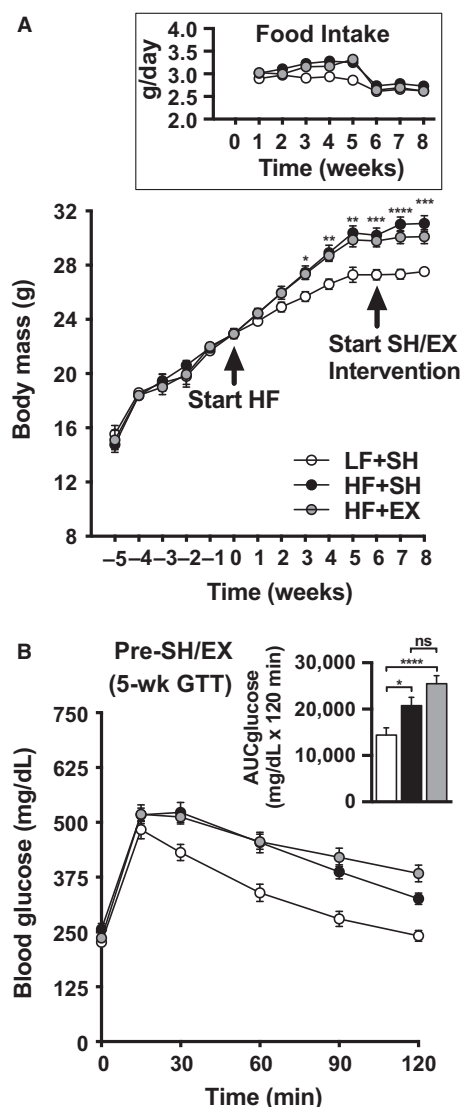 A
Food Intake
g/day
4.0
3.5
3.0
2.5
2.0
0 1 2 3 4 5 6 7 8
Time (weeks)
Body mass (g)
32
28
24
20
16
12
8
* ** ** *** **** ***
Start HF
Start SH/EX
Intervention
LF+SH
HF+SH
HF+EX
–5 –4 –3 –2 –1 0 1 2 3 4 5 6 7 8
Time (weeks)
B
Pre-SH/EX
(5-wk GTT)
Blood glucose (mg/dL)
750
625
500
375
250
125
0
0 30 60 90 120
Time (min)
AUCglucose
(mg/dL x 120 min)
30,000
20,000
10,000
0
ns
****
*